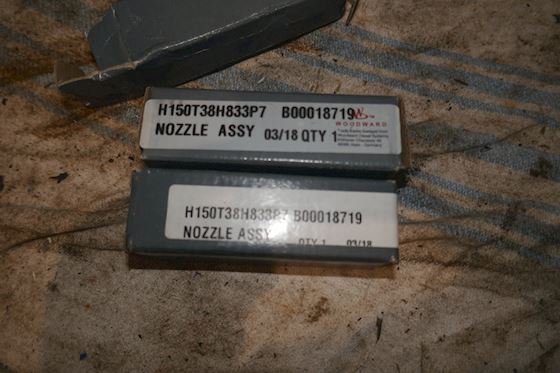 H150T38H833P7 B00018719 WOODWARD
NOZZLE ASSY 03/18 QTY 1
H150T38H833P7 B00018719
NOZZLE ASSY QTY 1 03/18